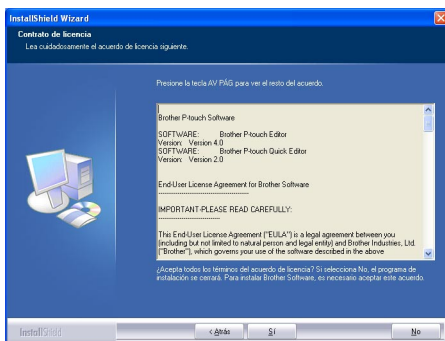 InstallShield Wizard
Contrato de licencia
Lea cuidadosamente el acuerdo de licencia siguiente.
Presione la tecla AV PÁG para ver el resto del acuerdo.
Brother P-touch Software
SOFTWARE: Brother P-touch Editor
Version: Version 4.0
SOFTWARE: Brother P-touch Quick Editor
Version: Version 2.0
End-User License Agreement for Brother Software
----------------------------------------
IMPORTANT-PLEASE READ CAREFULLY:
----------------------------
This End-User License Agreement ("EULA") is a legal agreement between you
(including but not limited to natural person and legal entity) and Brother Industries, Ltd.
("Brother"), which governs your use of the software described in the above
¿Acepta todos los términos del acuerdo de licencia? Si selecciona No, el programa de
instalación se cerrará. Para instalar Brother Software, es necesario aceptar este acuerdo.
InstallShield
< Atrás
Sí
No